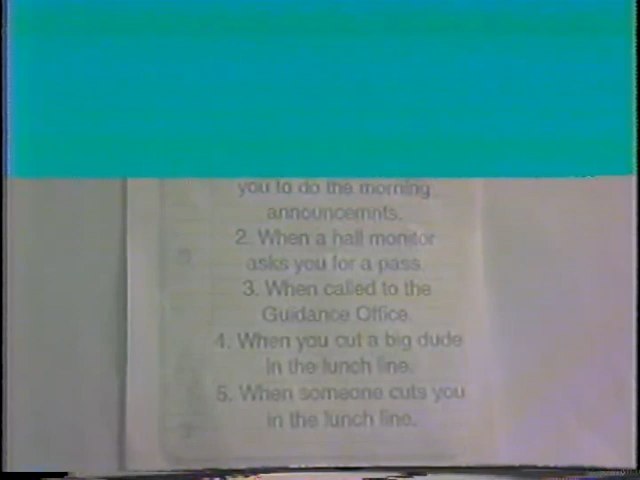 you to do the morning
announcemnts.
2. When a hall monitor
asks you for a pass.
3. When called to the
Guidance Office.
4. When you cut a big dude
in the lunch line.
5. When someone cuts you
in the lunch line.